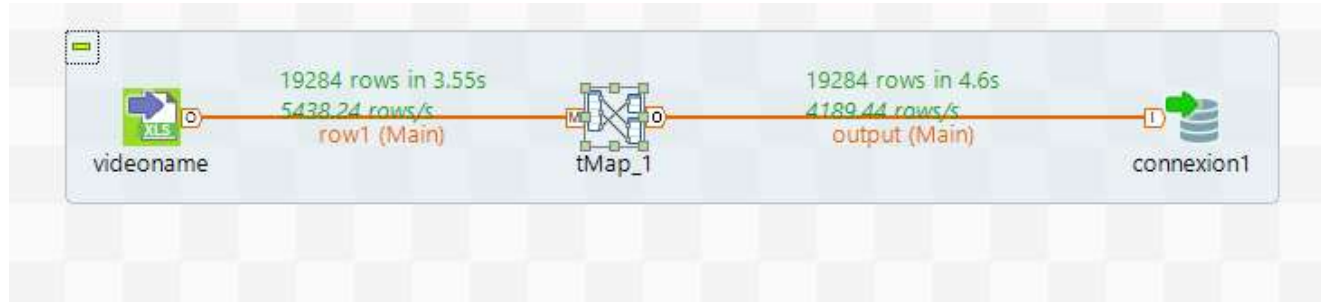 19284 rows in 3.55s
5438.24 rows/s
row1 (Main)
19284 rows in 4.6s
4189.44 rows/s
output (Main)
XLS
O
M
O
I
videoname
tMap_1
connexion1